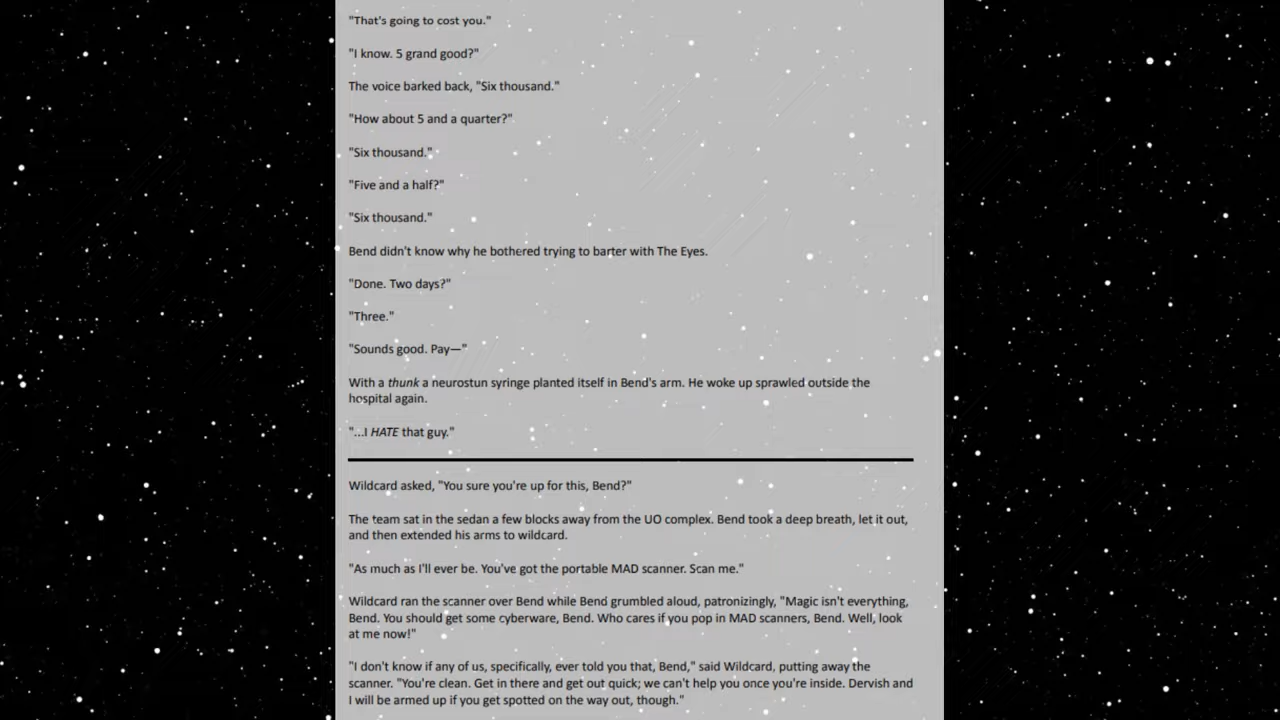 "That's going to cost you."
"I know. 5 grand good?"
The voice barked back, "Six thousand."
"How about 5 and a quarter?"
"Six thousand."
"Five and a half?"
"Six thousand."
Bend didn't know why he bothered trying to barter with The Eyes.
"Done. Two days?"
"Three."
"Sounds good. Pay—"
With a thunk a neurostun syringe planted itself in Bend's arm. He woke up sprawled outside the
hospital again.
"...I HATE that guy."
Wildcard asked, "You sure you're up for this, Bend?"
The team sat in the sedan a few blocks away from the UO complex. Bend took a deep breath, let it out,
and then extended his arms to wildcard.
"As much as I'll ever be. You've got the portable MAD scanner. Scan me."
Wildcard ran the scanner over Bend while Bend grumbled aloud, patronizingly, "Magic isn't everything,
Bend. You should get some cyberware, Bend. Who cares if you pop in MAD scanners, Bend. Well, look
at me now!"
"I don't know if any of us, specifically, ever told you that, Bend," said Wildcard, putting away the
scanner. "You're clean. Get in there and get out quick; we can't help you once you're inside. Dervish and
I will be armed up if you get spotted on the way out, though."